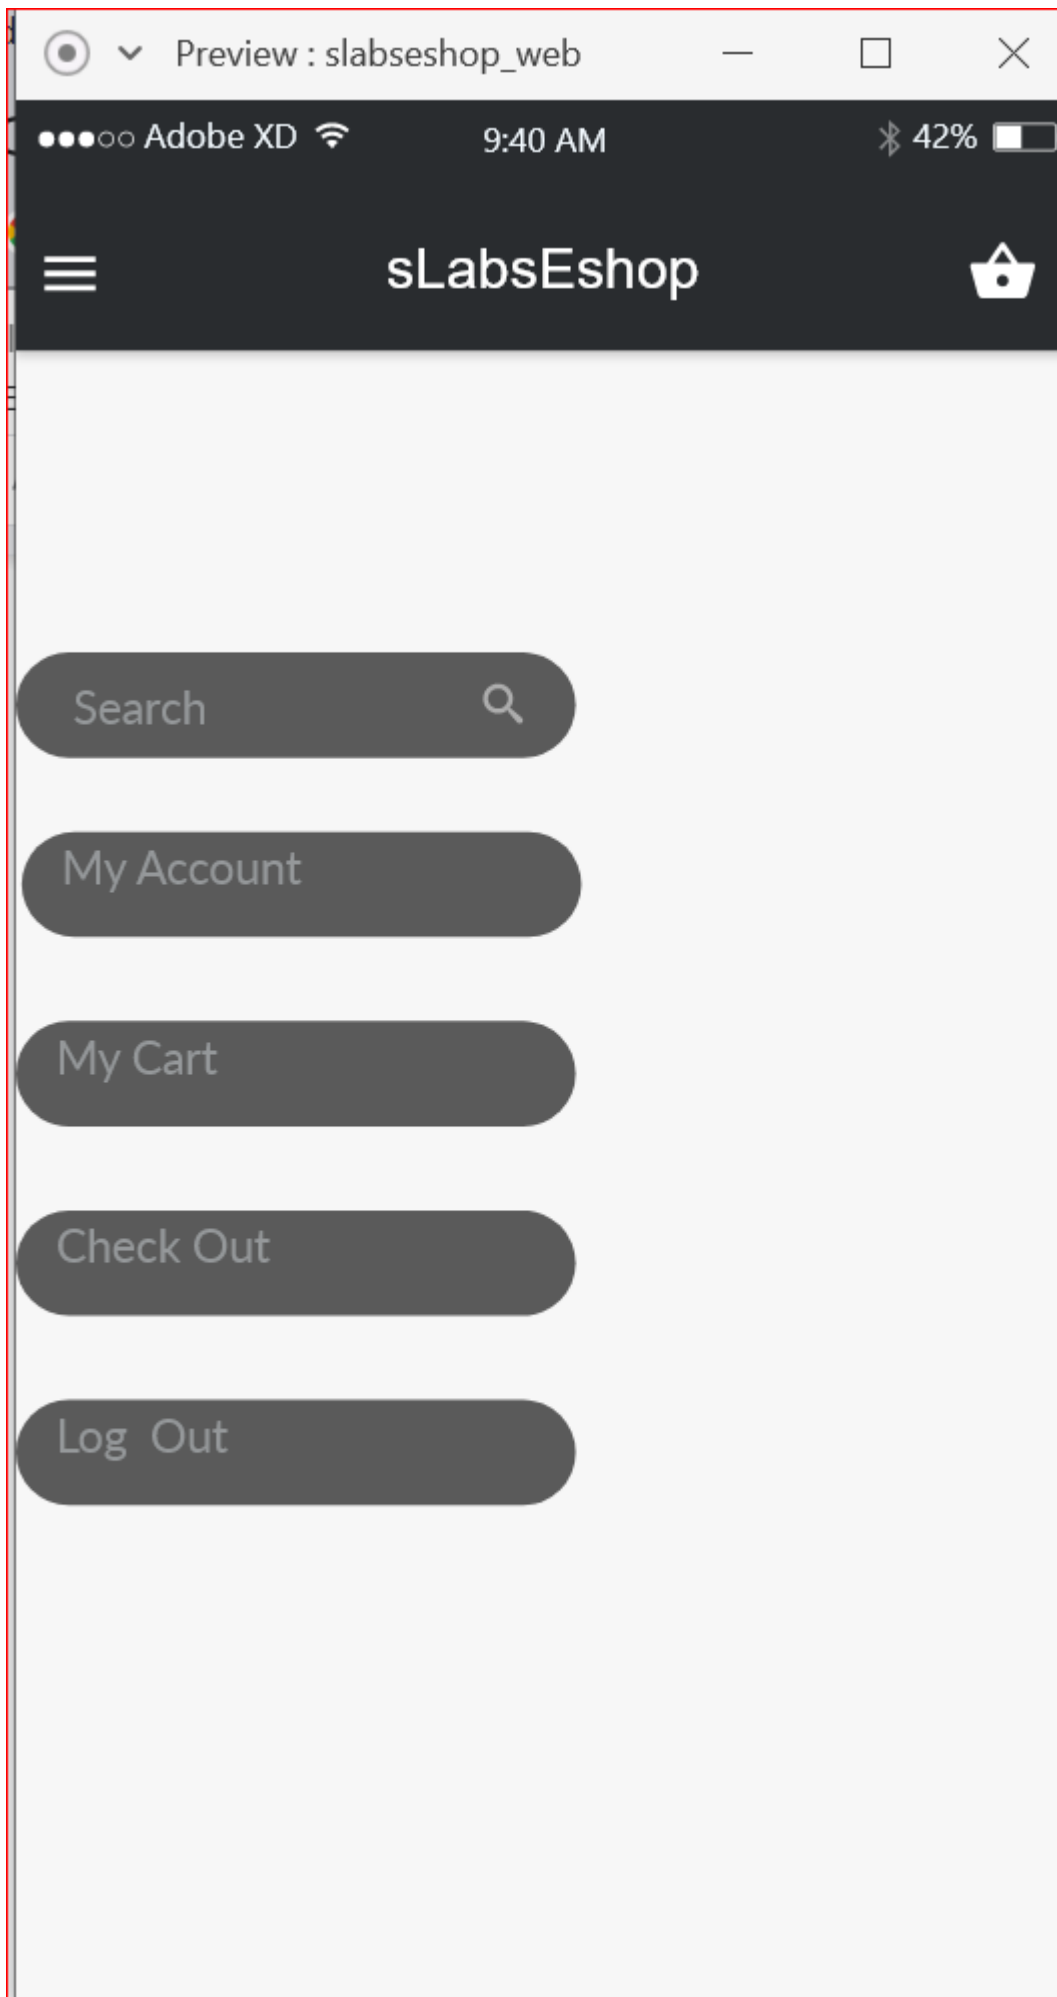 Preview : slabseshop_web
Adobe XD 9:40 AM 42%
sLabsEshop
Search
My Account
My Cart
Check Out
Log  Out